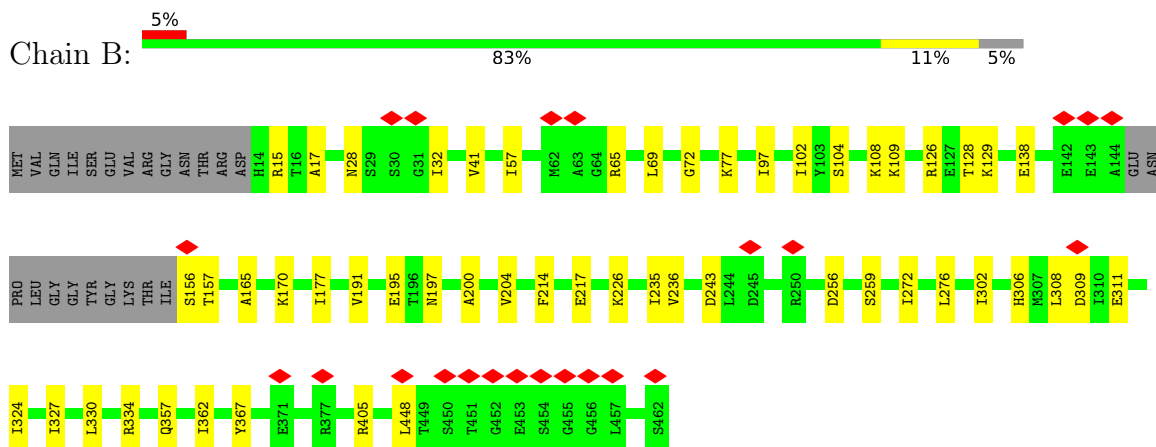 5%
Chain B:
83% 11% 5%
MET VAL GLN ILE SER GLU VAL ARG GLY ASN THR ARG ASP H14 R15 T16 A17 N28 S29 S30 G31 I32 V41 I57 M62 A63 G64 R65 L69 G72 K77 I97 I102 Y103 S104 K108 K109 R126 E127 T128 K129 E138 E142 E143 A144 GLU ASN
PRO LEU GLY GLY TYR GLY LYS THR ILE S156 T157 A165 K170 I177 V191 E195 T196 N197 A200 V204 F214 E217 K226 I235 V236 D243 L244 D245 R250 D256 S259 I272 L276 I302 H306 M307 L308 D309 I310 E311
I324 I327 L330 R334 Q357 I362 Y367 E371 R377 R405 L448 T449 S450 T451 G452 E453 S454 G455 G456 L457 S462